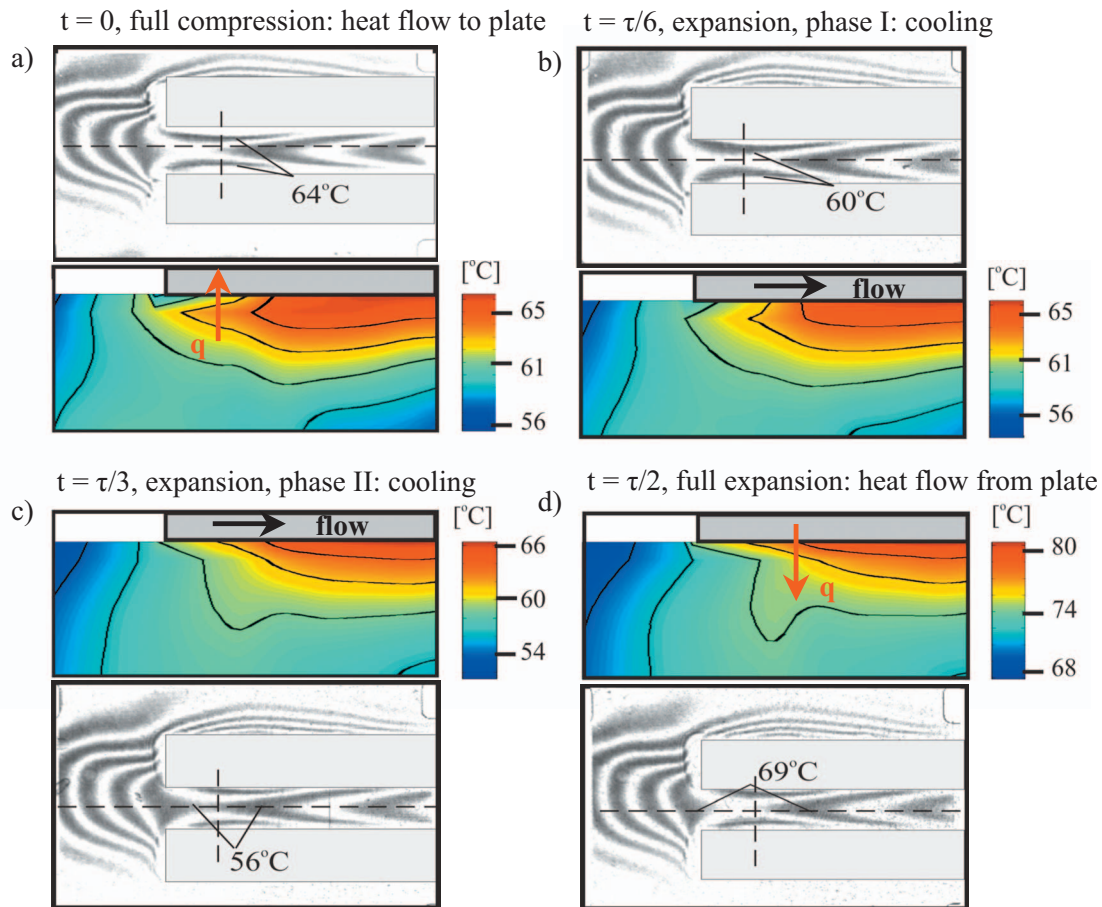 t = 0, full compression: heat flow to plate
t = τ/6, expansion, phase I: cooling
a)
b)
64°C
60°C
[°C]
65
61
56
q
flow
[°C]
65
61
56
t = τ/3, expansion, phase II: cooling
t = τ/2, full expansion: heat flow from plate
c)
d)
flow
[°C]
66
60
54
q
[°C]
80
74
68
56°C
69°C